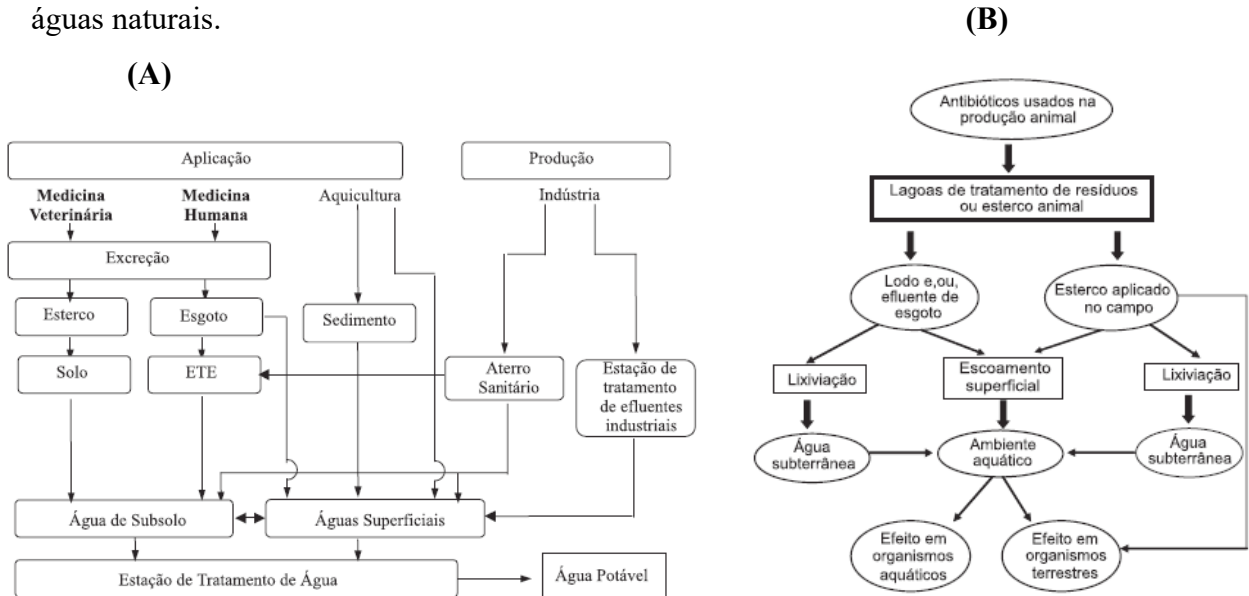 águas naturais.
(A)
Aplicação
Produção
Medicina
Veterinária
Medicina
Humana
Aquicultura
Indústria
Excreção
Esterco
Esgoto
Sedimento
Solo
ETE
Aterro
Sanitário
Estação de
tratamento
de efluentes
industriais
Água de Subsolo
Águas Superficiais
Estação de Tratamento de Água
Água Potável
(B)
Antibióticos usados na
produção animal
Lagoas de tratamento de resíduos
ou esterco animal
Lodo e,ou,
efluente de
esgoto
Esterco aplicado
no campo
Lixiviação
Escoamento
superficial
Lixiviação
Água
subterrânea
Ambiente
aquático
Água
subterrânea
Efeito em
organismos
aquáticos
Efeito em
organismos
terrestres